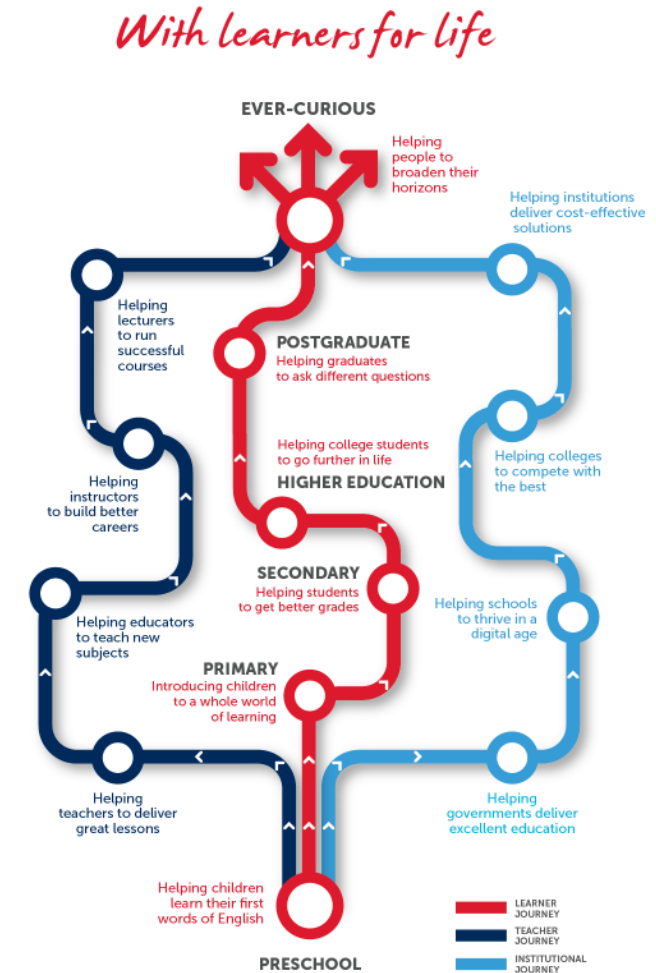 With learners for life
EVER-CURIOUS
Helping
people to
broaden their
horizons
Helping institutions
deliver cost-effective
solutions
Helping
lecturers
to run
successful
courses
POSTGRADUATE
Helping graduates
to ask different questions
Helping college students
to go further in life
HIGHER EDUCATION
Helping colleges
to compete with
the best
Helping
instructors
to build better
careers
SECONDARY
Helping students
to get better grades
Helping schools
to thrive in a
digital age
Helping educators
to teach new
subjects
PRIMARY
Introducing children
to a whole world
of learning
Helping
teachers to deliver
great lessons
Helping
governments deliver
excellent education
Helping children
learn their first
words of English
PRESCHOOL
LEARNER
JOURNEY
TEACHER
JOURNEY
INSTITUTIONAL
JOURNEY